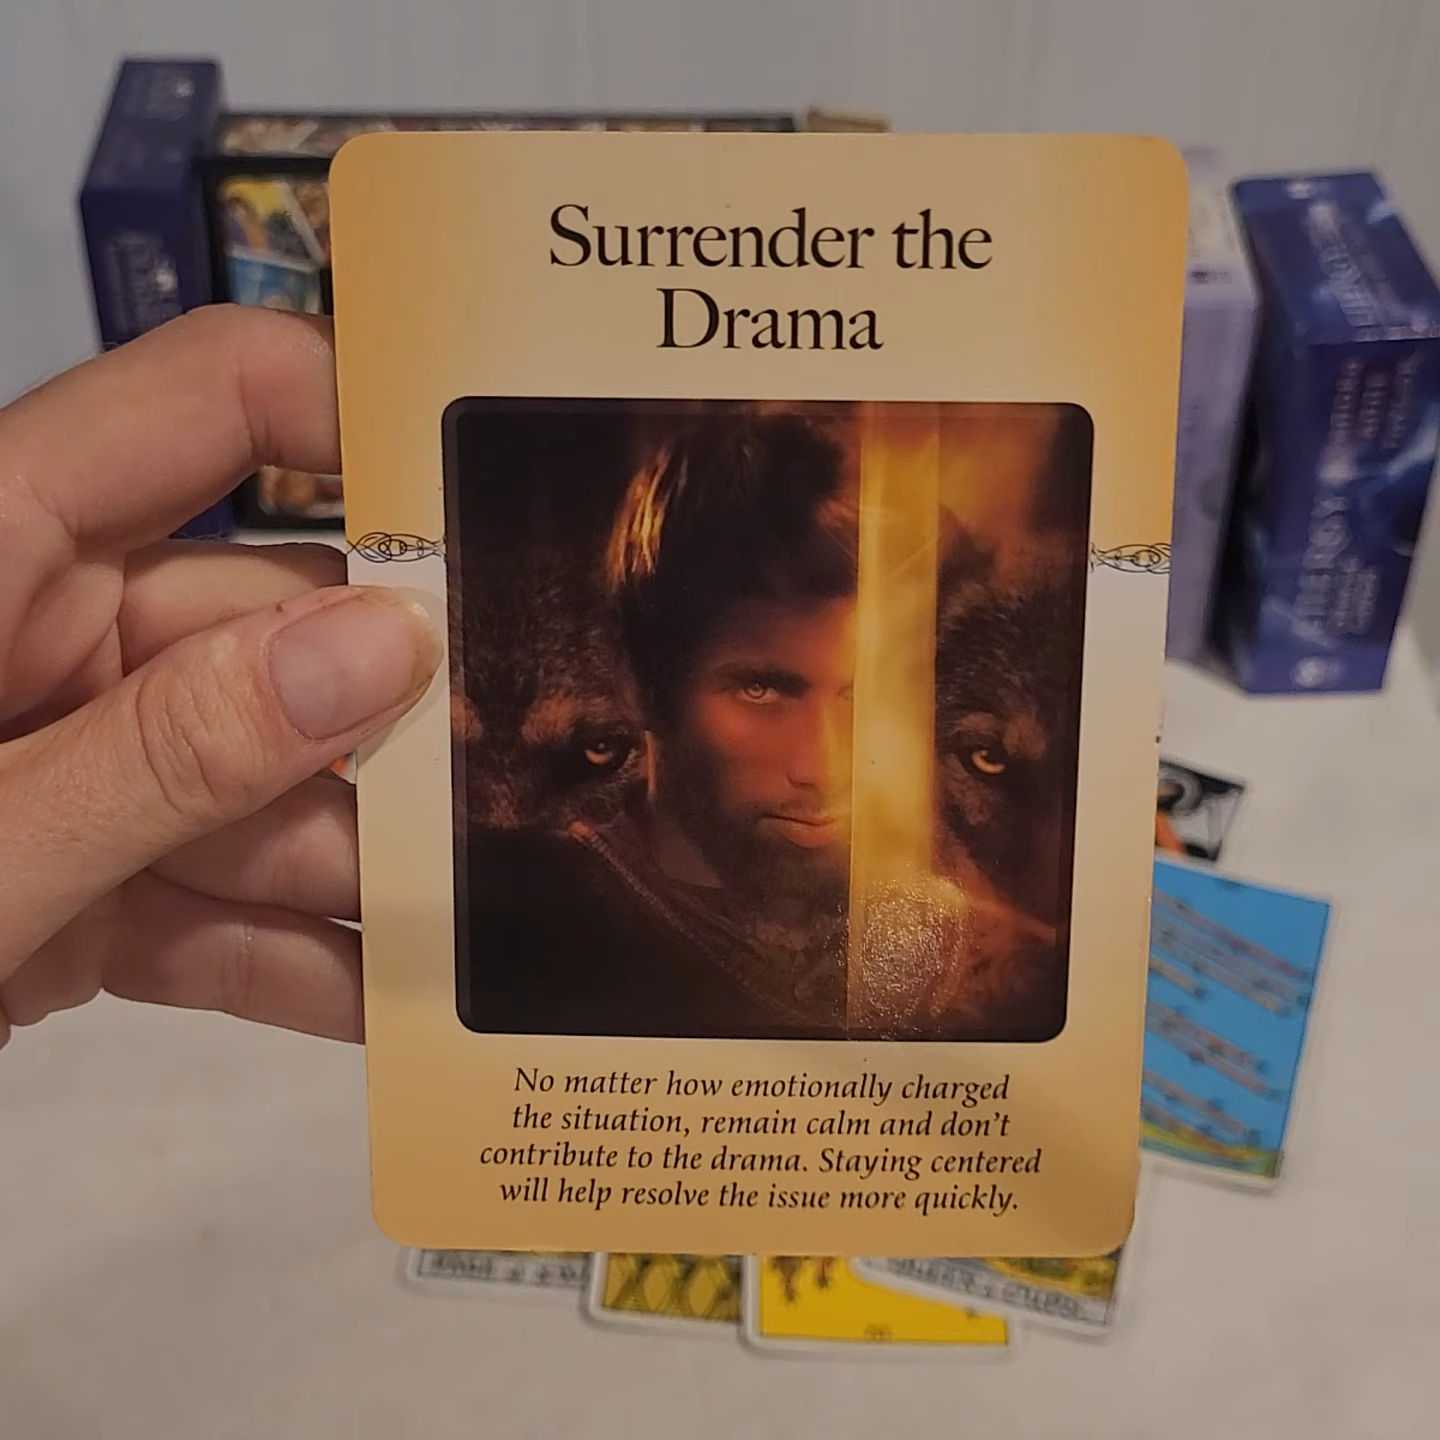 Surrender the
Drama
No matter how emotionally charged
the situation, remain calm and don't
contribute to the drama. Staying centered
will help resolve the issue more quickly.
ENERGY